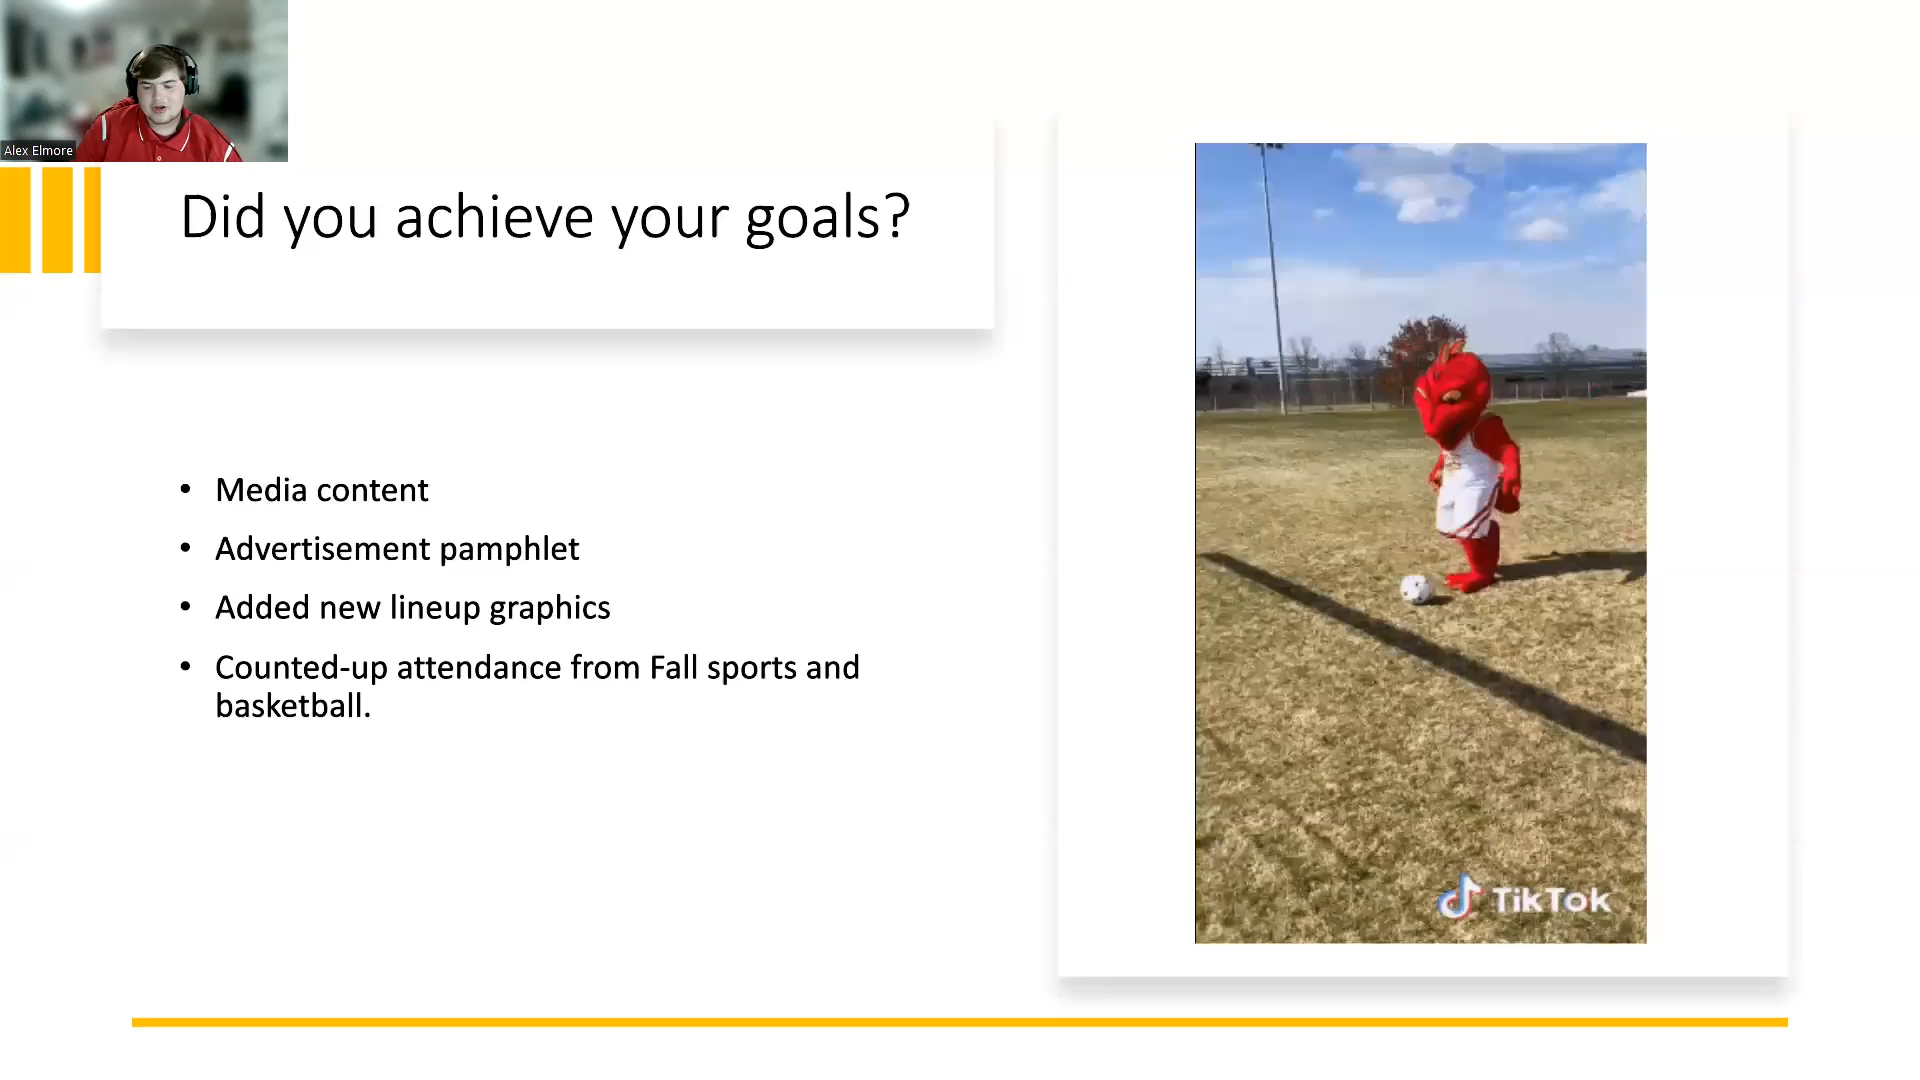 Alex Elmore
Did you achieve your goals?
• Media content
• Advertisement pamphlet
• Added new lineup graphics
• Counted-up attendance from Fall sports and
basketball.
TikTok